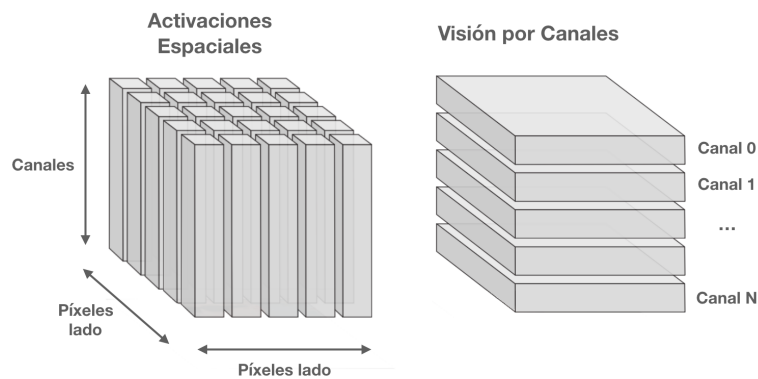 Activaciones
Espaciales
Canales
Píxeles
lado
Píxeles lado
Visión por Canales
Canal 0
Canal 1
...
Canal N